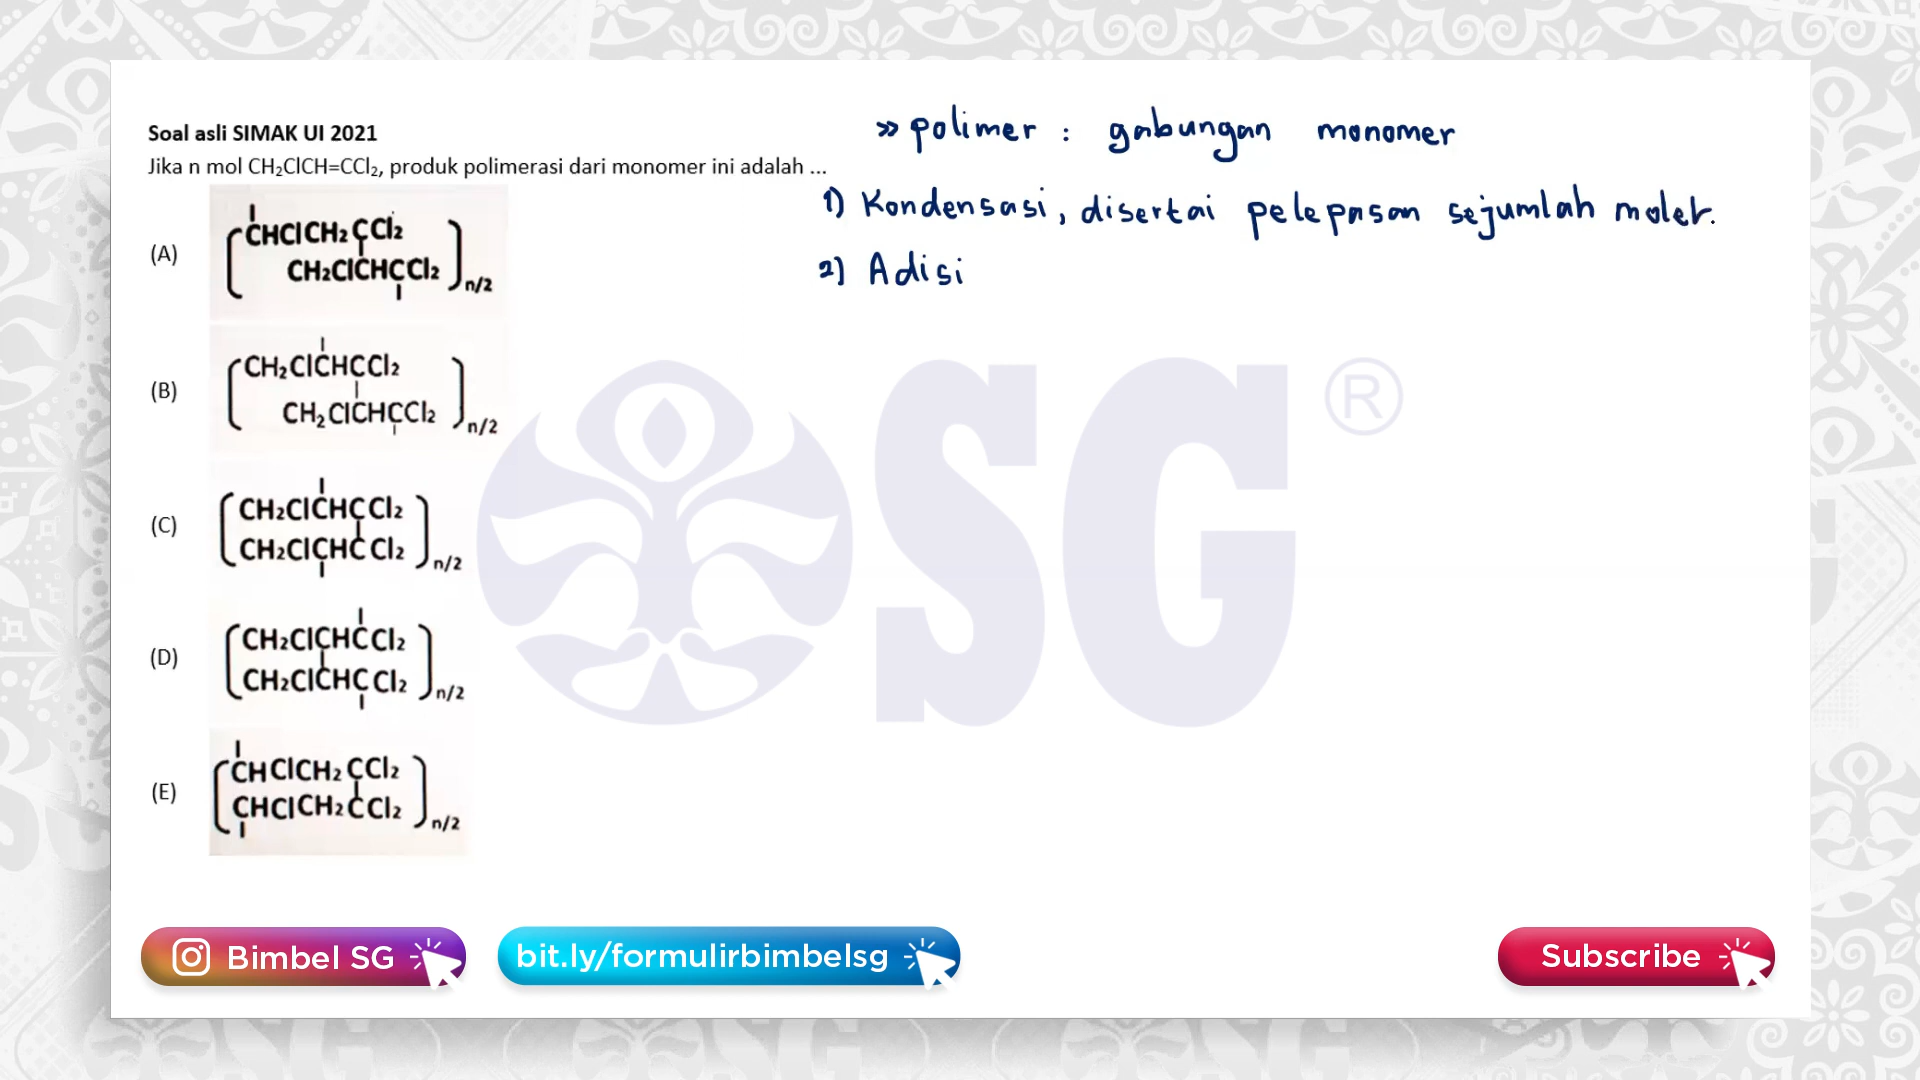 Soal asli SIMAK UI 2021
Jika n mol CH₂ClCH=CCl₂, produk polimerasi dari monomer ini adalah ...
(A)
CHClCH₂CCl₂
CH₂ClCHCCl₂
n/2
(B)
CH₂ClCHCCl₂
CH₂ClCHCCl₂
n/2
(C)
CH₂ClCHCCl₂
CH₂ClCHCCl₂
n/2
(D)
CH₂ClCHCCl₂
CH₂ClCHCCl₂
n/2
(E)
CHClCH₂CCl₂
CHClCH₂CCl₂
n/2
>> polimer : gabungan monomer
1) Kondensasi, disertai pelepasan sejumlah molek.
2) Adisi
SG ®
Bimbel SG
bit.ly/formulirbimbelsg
Subscribe